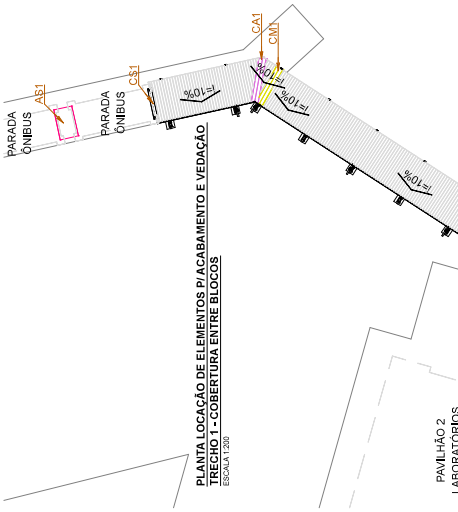 PARADA
ÔNIBUS
AS1
PARADA
ÔNIBUS
CS1
i=10%
CA1
CM1
i=10%
i=10%
i=10%
PLANTA LOCAÇÃO DE ELEMENTOS P/ ACABAMENTO E VEDAÇÃO
TRECHO 1 - COBERTURA ENTRE BLOCOS
ESCALA 1:200
PAVILHÃO 2
LABORATÓRIOS